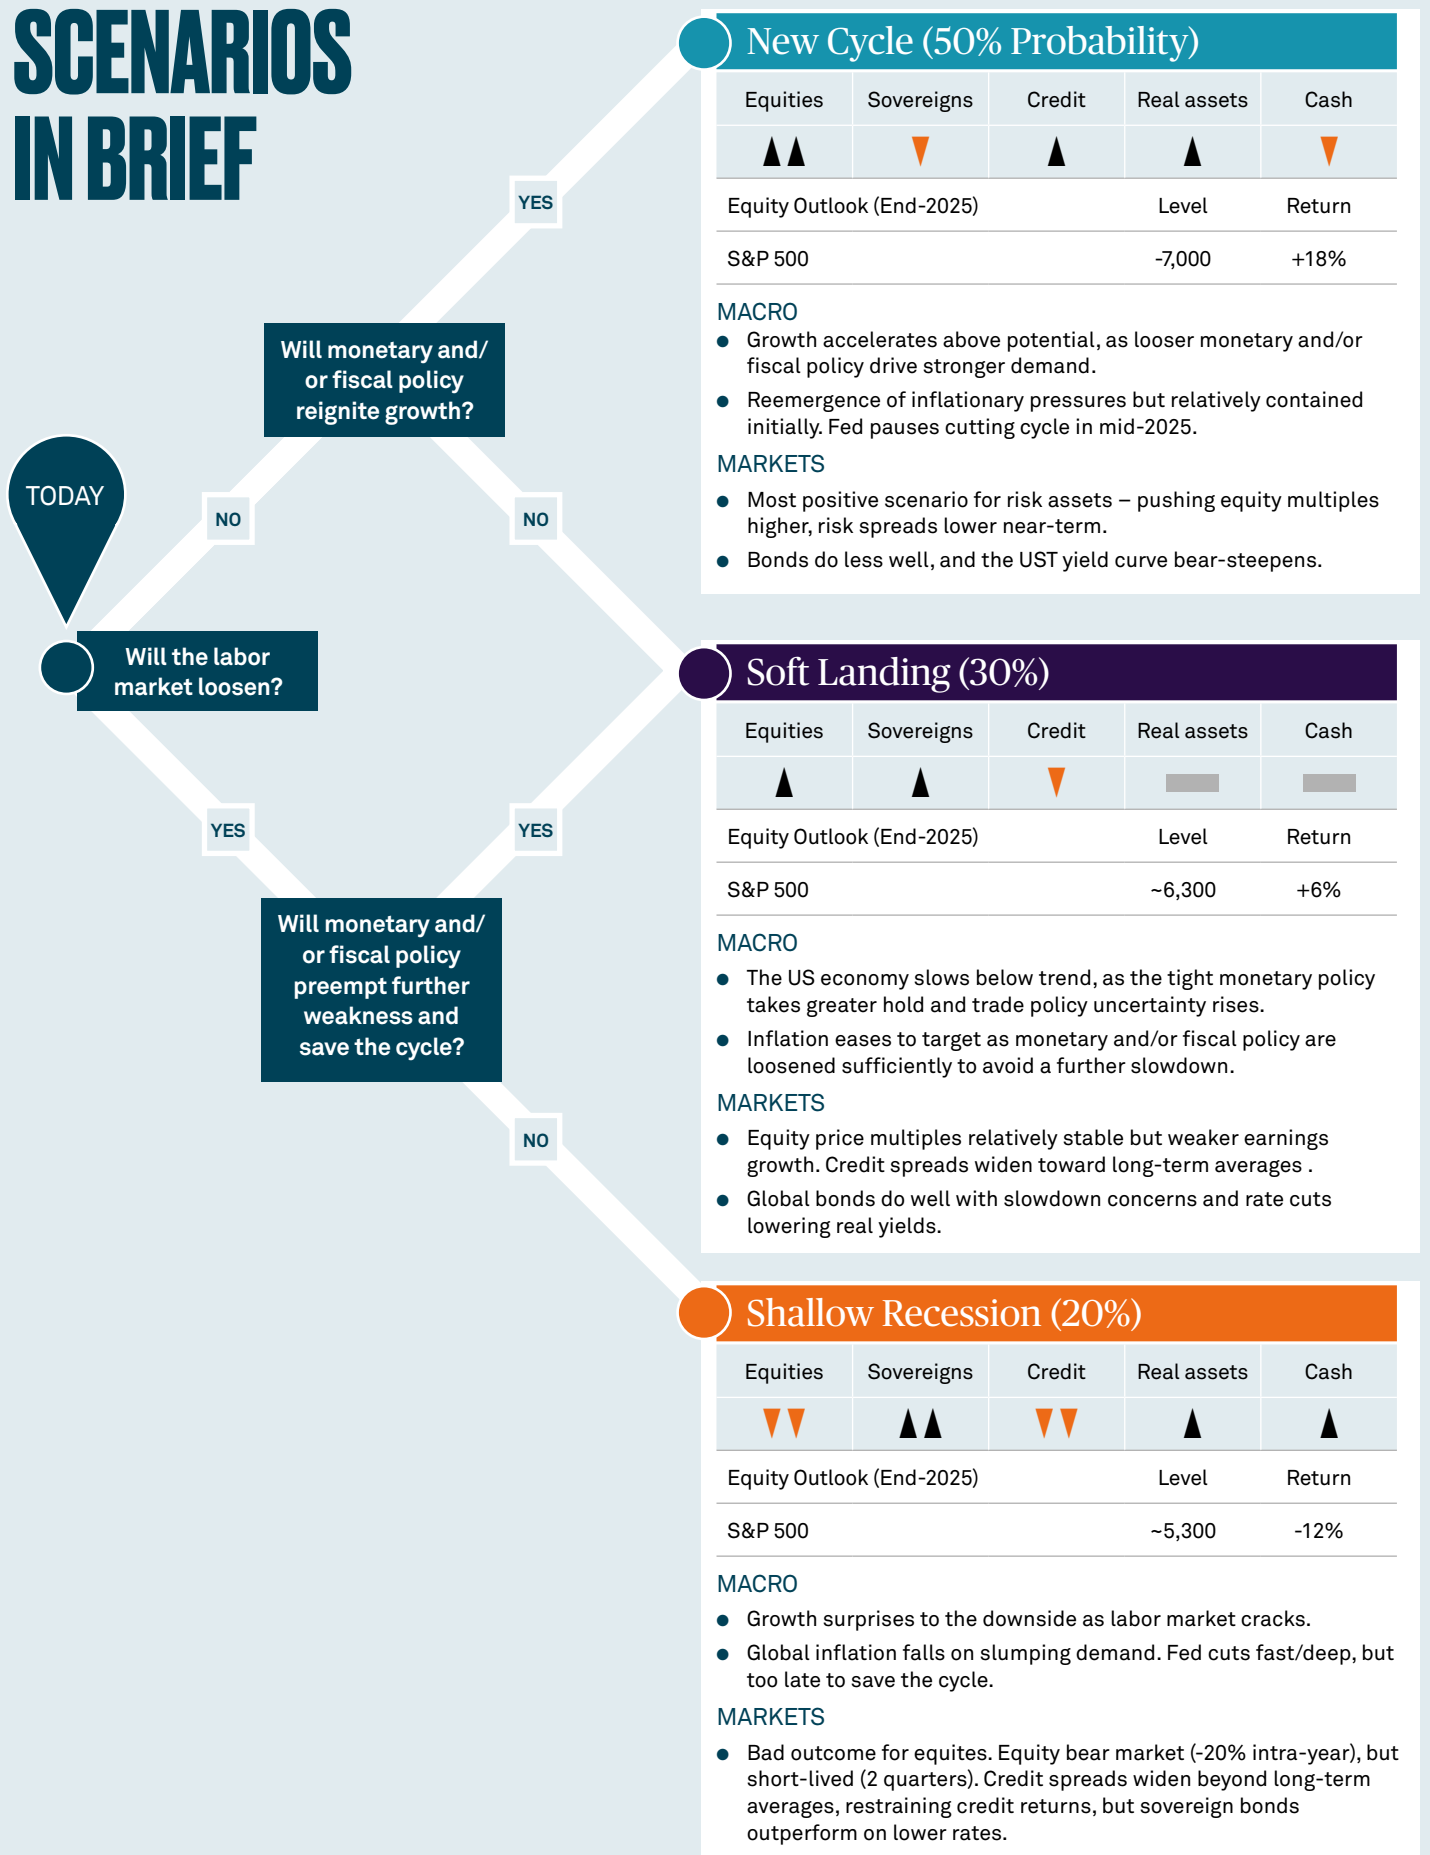 SCENARIOS
IN BRIEF
TODAY
Will the labor
market loosen?
NO
YES
Will monetary and/
or fiscal policy
reignite growth?
YES
NO
Will monetary and/
or fiscal policy
preempt further
weakness and
save the cycle?
YES
NO
New Cycle (50% Probability)
Equities Sovereigns Credit Real assets Cash
Equity Outlook (End-2025) Level Return
S&P 500 -7,000 +18%
MACRO
Growth accelerates above potential, as looser monetary and/or
fiscal policy drive stronger demand.
Reemergence of inflationary pressures but relatively contained
initially. Fed pauses cutting cycle in mid-2025.
MARKETS
Most positive scenario for risk assets – pushing equity multiples
higher, risk spreads lower near-term.
Bonds do less well, and the UST yield curve bear-steepens.
Soft Landing (30%)
Equities Sovereigns Credit Real assets Cash
Equity Outlook (End-2025) Level Return
S&P 500 ~6,300 +6%
MACRO
The US economy slows below trend, as the tight monetary policy
takes greater hold and trade policy uncertainty rises.
Inflation eases to target as monetary and/or fiscal policy are
loosened sufficiently to avoid a further slowdown.
MARKETS
Equity price multiples relatively stable but weaker earnings
growth. Credit spreads widen toward long-term averages .
Global bonds do well with slowdown concerns and rate cuts
lowering real yields.
Shallow Recession (20%)
Equities Sovereigns Credit Real assets Cash
Equity Outlook (End-2025) Level Return
S&P 500 ~5,300 -12%
MACRO
Growth surprises to the downside as labor market cracks.
Global inflation falls on slumping demand. Fed cuts fast/deep, but
too late to save the cycle.
MARKETS
Bad outcome for equites. Equity bear market (-20% intra-year), but
short-lived (2 quarters). Credit spreads widen beyond long-term
averages, restraining credit returns, but sovereign bonds
outperform on lower rates.